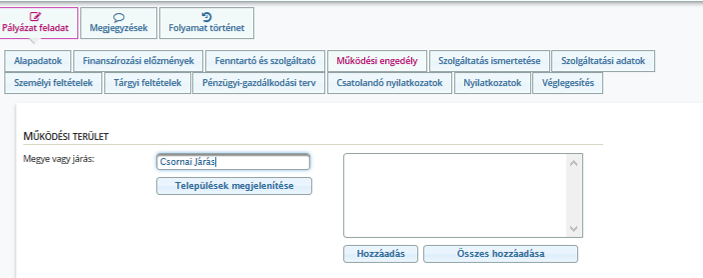 Pályázat feladat Megjegyzések Folyamat történet
Alapadatok Finanszírozási előzmények Fenntartó és szolgáltató Működési engedély Szolgáltatás ismertetése Szolgáltatási adatok
Személyi feltételek Tárgyi feltételek Pénzügyi-gazdálkodási terv Csatolandó nyilatkozatok Nyilatkozatok Véglegesítés
MŰKÖDÉSI TERÜLET
Megye vagy járás: Csornai Járás
Települések megjelenítése
Hozzáadás Összes hozzáadása